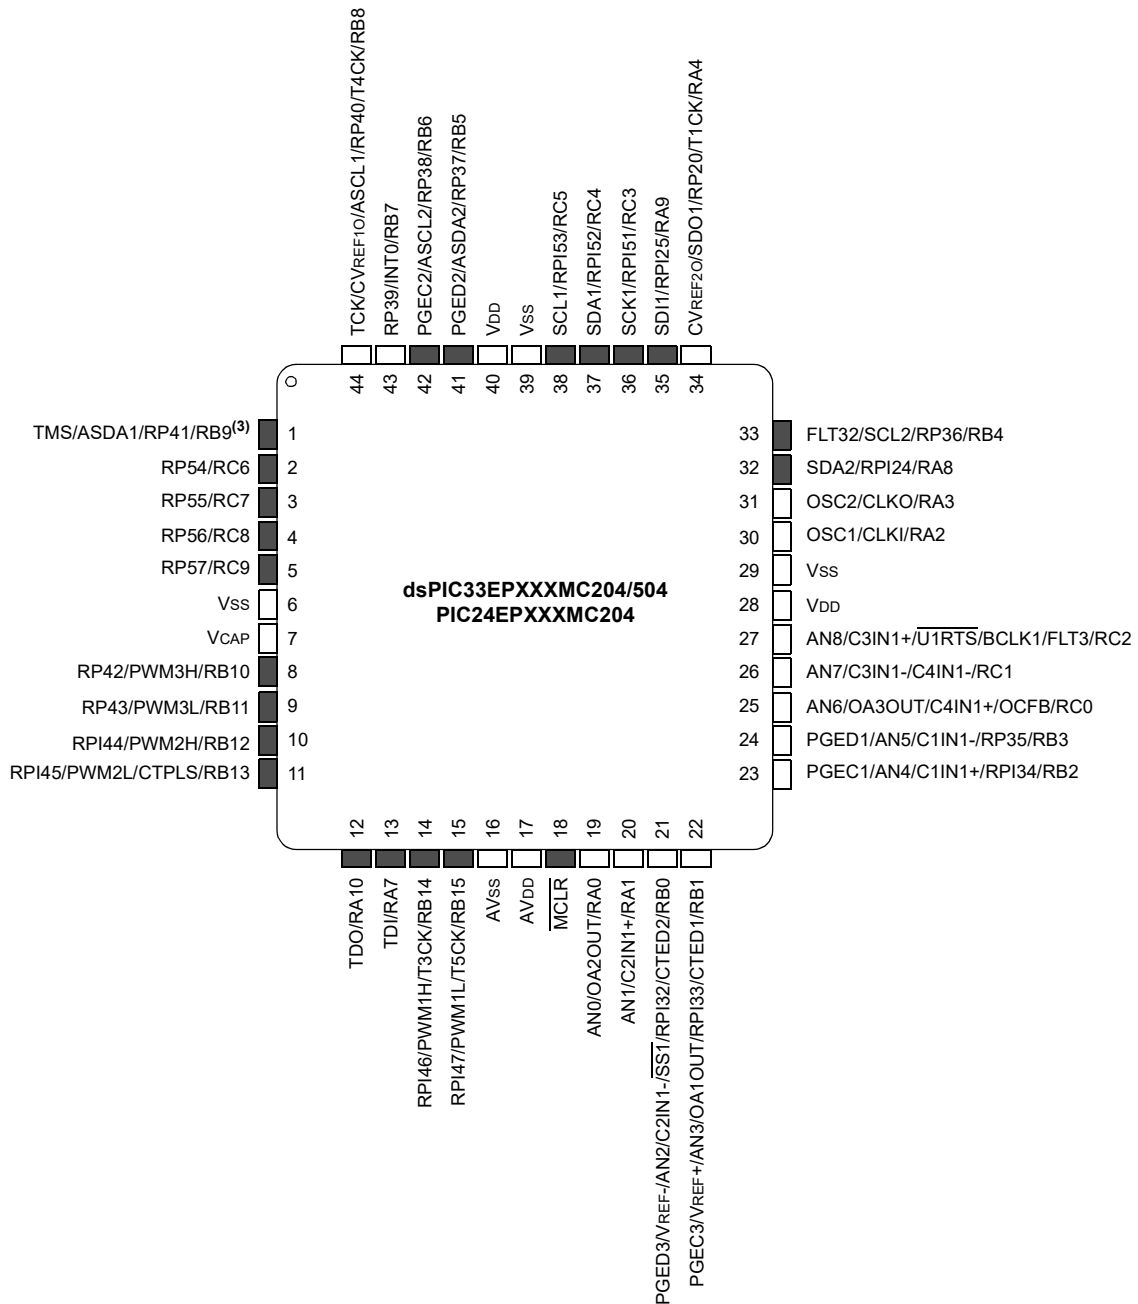 TCK/CVREF1O/ASCL1/RP40/T4CK/RB8
RP39/INT0/RB7
PGEC2/ASCL2/RP38/RB6
PGED2/ASDA2/RP37/RB5
VDD
VSS
SCL1/RPI53/RC5
SDA1/RPI52/RC4
SCK1/RPI51/RC3
SDI1/RPI25/RA9
CVREF2O/SDO1/RP20/T1CK/RA4
44 43 42 41 40 39 38 37 36 35 34
TMS/ASDA1/RP41/RB9(3) 1
RP54/RC6 2
RP55/RC7 3
RP56/RC8 4
RP57/RC9 5
VSS 6
VCAP 7
RP42/PWM3H/RB10 8
RP43/PWM3L/RB11 9
RPI44/PWM2H/RB12 10
RPI45/PWM2L/CTPLS/RB13 11
dsPIC33EPXXXMC204/504
PIC24EPXXXMC204
33 FLT32/SCL2/RP36/RB4
32 SDA2/RPI24/RA8
31 OSC2/CLKO/RA3
30 OSC1/CLKI/RA2
29 VSS
28 VDD
27 AN8/C3IN1+/U1RTS/BCLK1/FLT3/RC2
26 AN7/C3IN1-/C4IN1-/RC1
25 AN6/OA3OUT/C4IN1+/OCFB/RC0
24 PGED1/AN5/C1IN1-/RP35/RB3
23 PGEC1/AN4/C1IN1+/RPI34/RB2
12 13 14 15 16 17 18 19 20 21 22
TDO/RA10
TDI/RA7
RPI46/PWM1H/T3CK/RB14
RPI47/PWM1L/T5CK/RB15
AVSS
AVDD
MCLR
AN0/OA2OUT/RA0
AN1/C2IN1+/RA1
PGED3/VREF-/AN2/C2IN1-/SS1/RPI32/CTED2/RB0
PGEC3/VREF+/AN3/OA1OUT/RPI33/CTED1/RB1